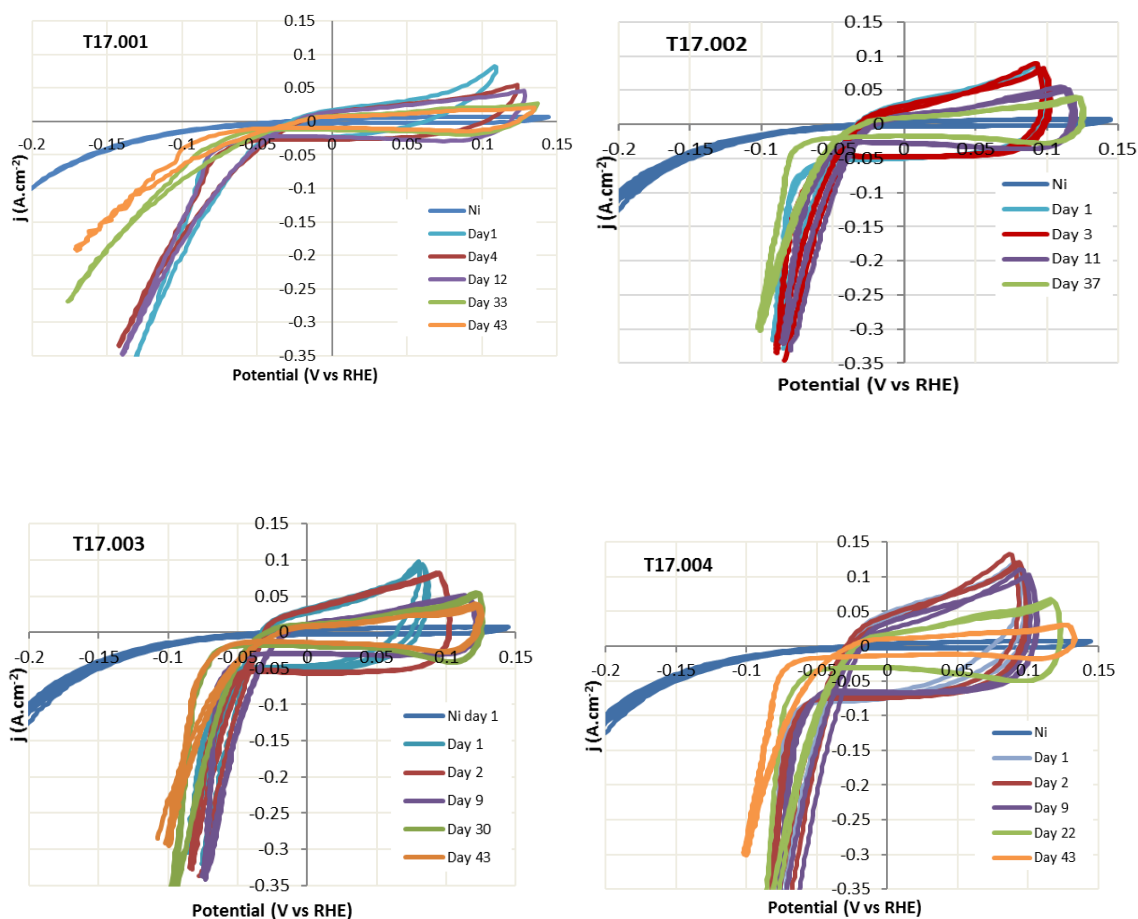 T17.001
0.15
0.1
0.05
0
-0.05
-0.1
-0.15
-0.2
-0.25
-0.3
-0.35
-0.2 -0.15 -0.1 -0.05 0 0.05 0.1 0.15
j (A.cm-2)
Potential (V vs RHE)
Ni
Day1
Day4
Day 12
Day 33
Day 43
T17.002
0.15
0.1
0.05
0
-0.05
-0.1
-0.15
-0.2
-0.25
-0.3
-0.35
-0.2 -0.15 -0.1 -0.05 0 0.05 0.1 0.15
j (A.cm-2)
Potential (V vs RHE)
Ni
Day 1
Day 3
Day 11
Day 37
T17.003
0.15
0.1
0.05
0
-0.05
-0.1
-0.15
-0.2
-0.25
-0.3
-0.35
-0.2 -0.15 -0.1 -0.05 0 0.05 0.1 0.15
j (A.cm-2)
Potential (V vs RHE)
Ni day 1
Day 1
Day 2
Day 9
Day 30
Day 43
T17.004
0.15
0.1
0.05
0
-0.05
-0.1
-0.15
-0.2
-0.25
-0.3
-0.35
-0.2 -0.15 -0.1 -0.05 0 0.05 0.1 0.15
j (A.cm-2)
Potential (V vs RHE)
Ni
Day 1
Day 2
Day 9
Day 22
Day 43